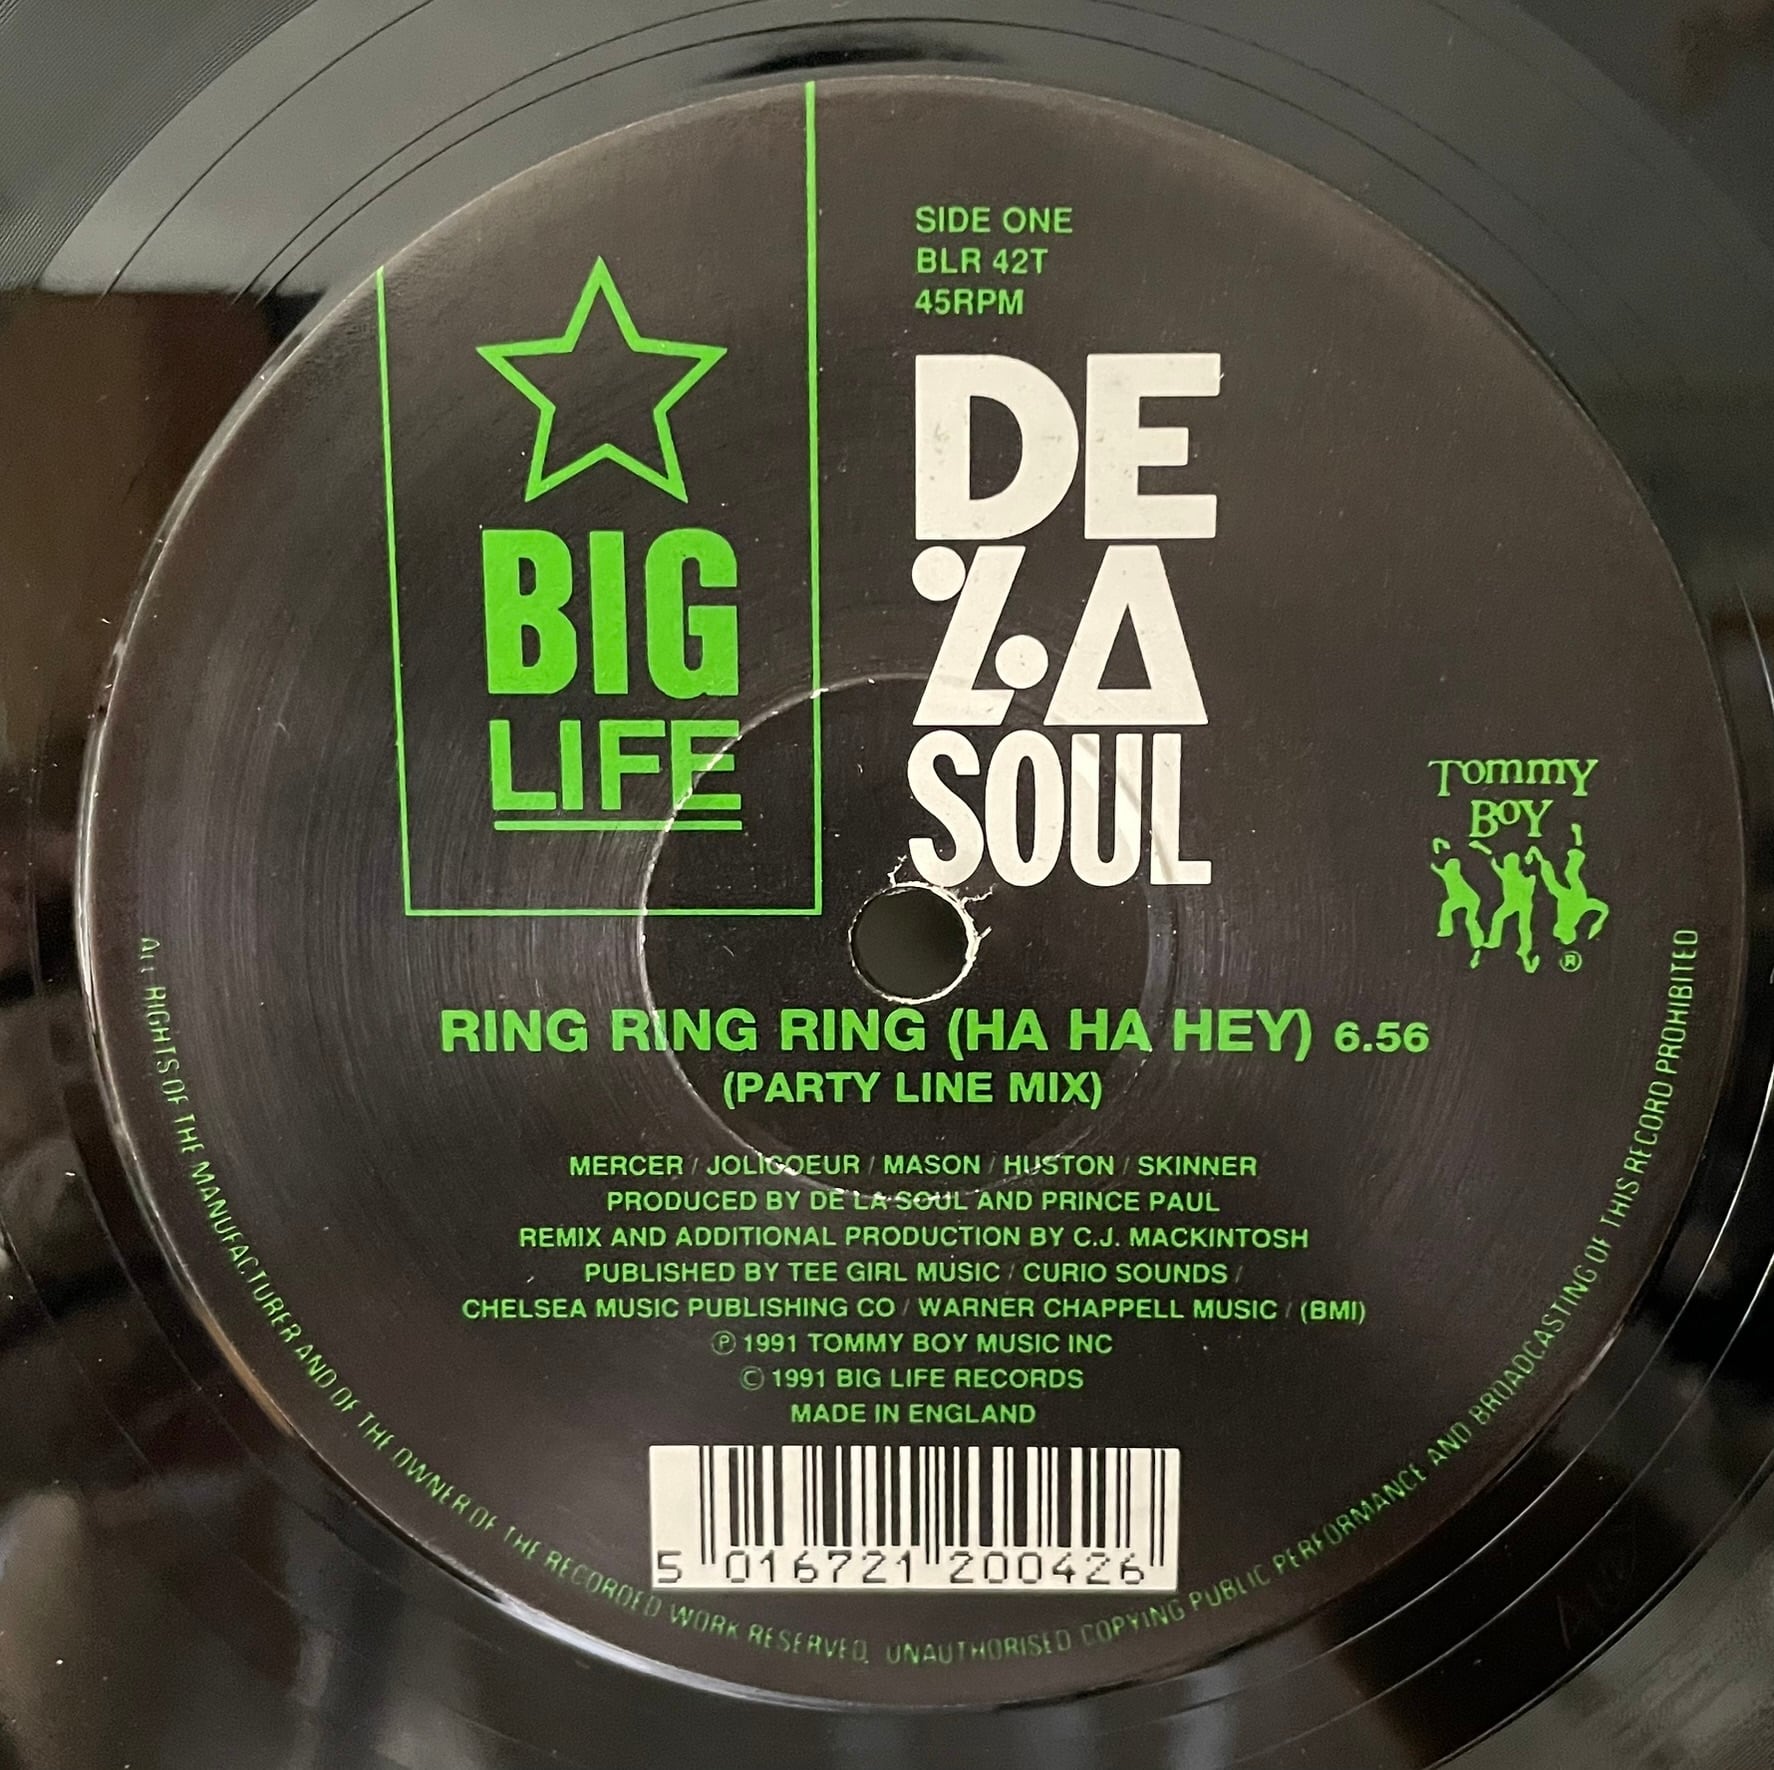 BIG
LIFE
SIDE ONE
BLR 42T
45RPM
DE
LA
SOUL
Tommy
BOY
®
RING RING RING (HA HA HEY) 6.56
(PARTY LINE MIX)
MERCER / JOLICOEUR / MASON / HUSTON / SKINNER
PRODUCED BY DE LA SOUL AND PRINCE PAUL
REMIX AND ADDITIONAL PRODUCTION BY C.J. MACKINTOSH
PUBLISHED BY TEE GIRL MUSIC / CURIO SOUNDS /
CHELSEA MUSIC PUBLISHING CO / WARNER CHAPPELL MUSIC / (BMI)
℗ 1991 TOMMY BOY MUSIC INC
© 1991 BIG LIFE RECORDS
MADE IN ENGLAND
5 016721 200426
ALL RIGHTS OF THE MANUFACTURER AND OF THE OWNER OF THE RECORDED WORK RESERVED. UNAUTHORISED COPYING PUBLIC PERFORMANCE AND BROADCASTING OF THIS RECORD PROHIBITED